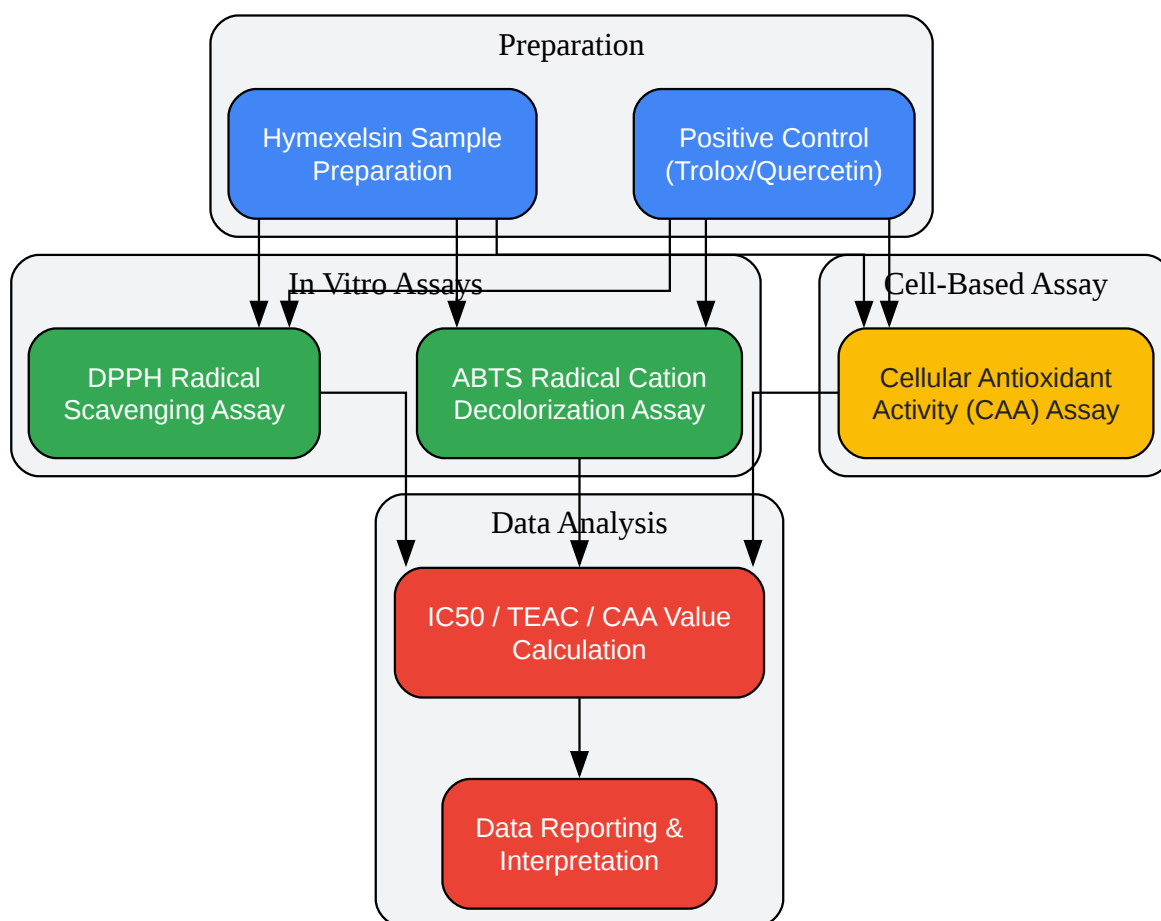 Preparation
Hymexelsin Sample
Preparation
Positive Control
(Trolox/Quercetin)
In Vitro Assays
Cell-Based Assay
DPPH Radical
Scavenging Assay
ABTS Radical Cation
Decolorization Assay
Cellular Antioxidant
Activity (CAA) Assay
Data Analysis
IC50 / TEAC / CAA Value
Calculation
Data Reporting &
Interpretation